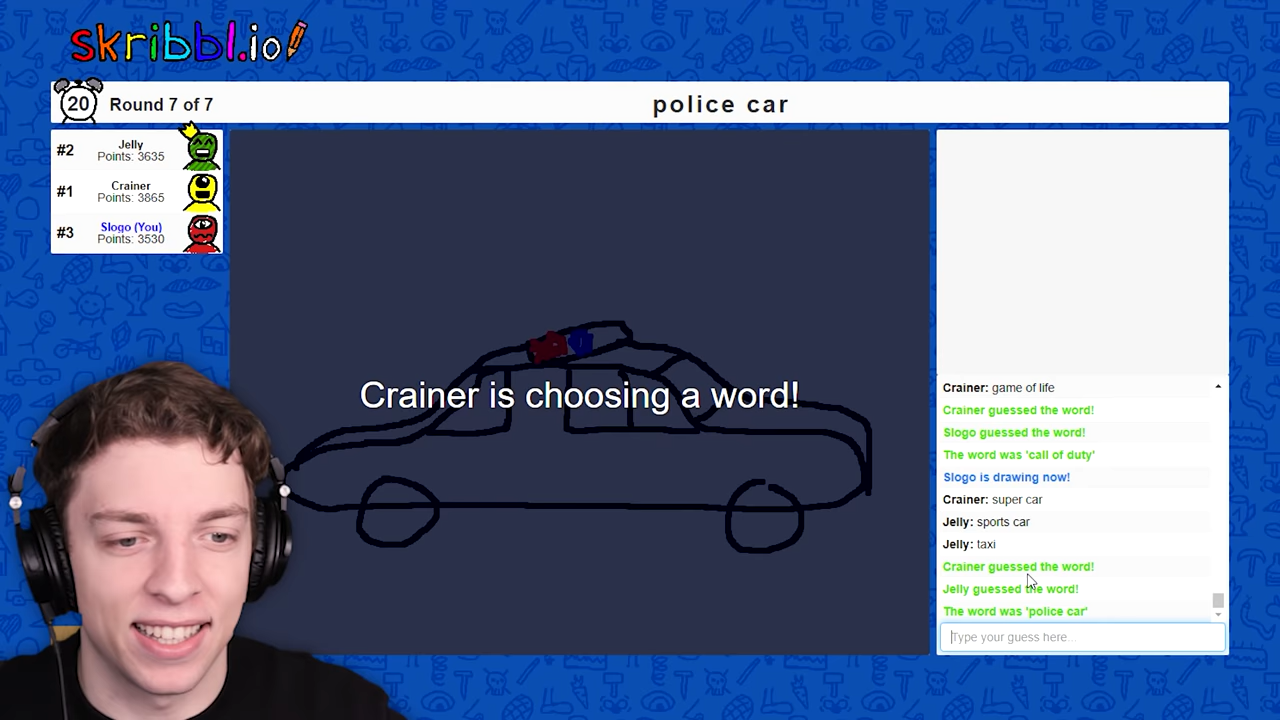 skribbl.io
20
Round 7 of 7
police car
#2
Jelly
Points: 3635
#1
Crainer
Points: 3865
#3
Slogo (You)
Points: 3530
Crainer is choosing a word!
Crainer: game of life
Crainer guessed the word!
Slogo guessed the word!
The word was 'call of duty'
Slogo is drawing now!
Crainer: super car
Jelly: sports car
Jelly: taxi
Crainer guessed the word!
Jelly guessed the word!
The word was 'police car'
Type your guess here...